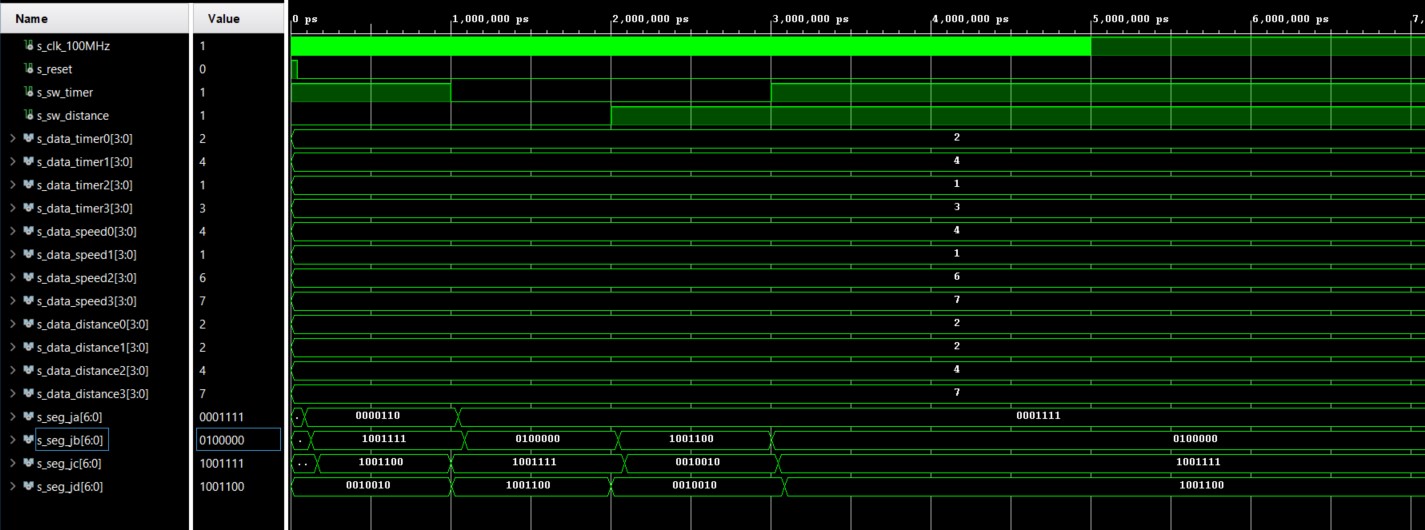 Name Value 0 ps 1,000,000 ps 2,000,000 ps 3,000,000 ps 4,000,000 ps 5,000,000 ps 6,000,000 ps 7,
s_clk_100MHz 1
s_reset 0
s_sw_timer 1
s_sw_distance 1
s_data_timer0[3:0] 2 2
s_data_timer1[3:0] 4 4
s_data_timer2[3:0] 1 1
s_data_timer3[3:0] 3 3
s_data_speed0[3:0] 4 4
s_data_speed1[3:0] 1 1
s_data_speed2[3:0] 6 6
s_data_speed3[3:0] 7 7
s_data_distance0[3:0] 2 2
s_data_distance1[3:0] 2 2
s_data_distance2[3:0] 4 4
s_data_distance3[3:0] 7 7
s_seg_ja[6:0] 0001111 . 0000110 0001111
s_seg_jb[6:0] 0100000 . 1001111 0100000 1001100 0100000
s_seg_jc[6:0] 1001111 .. 1001100 1001111 0010010 1001111
s_seg_jd[6:0] 1001100 0010010 1001100 0010010 1001100